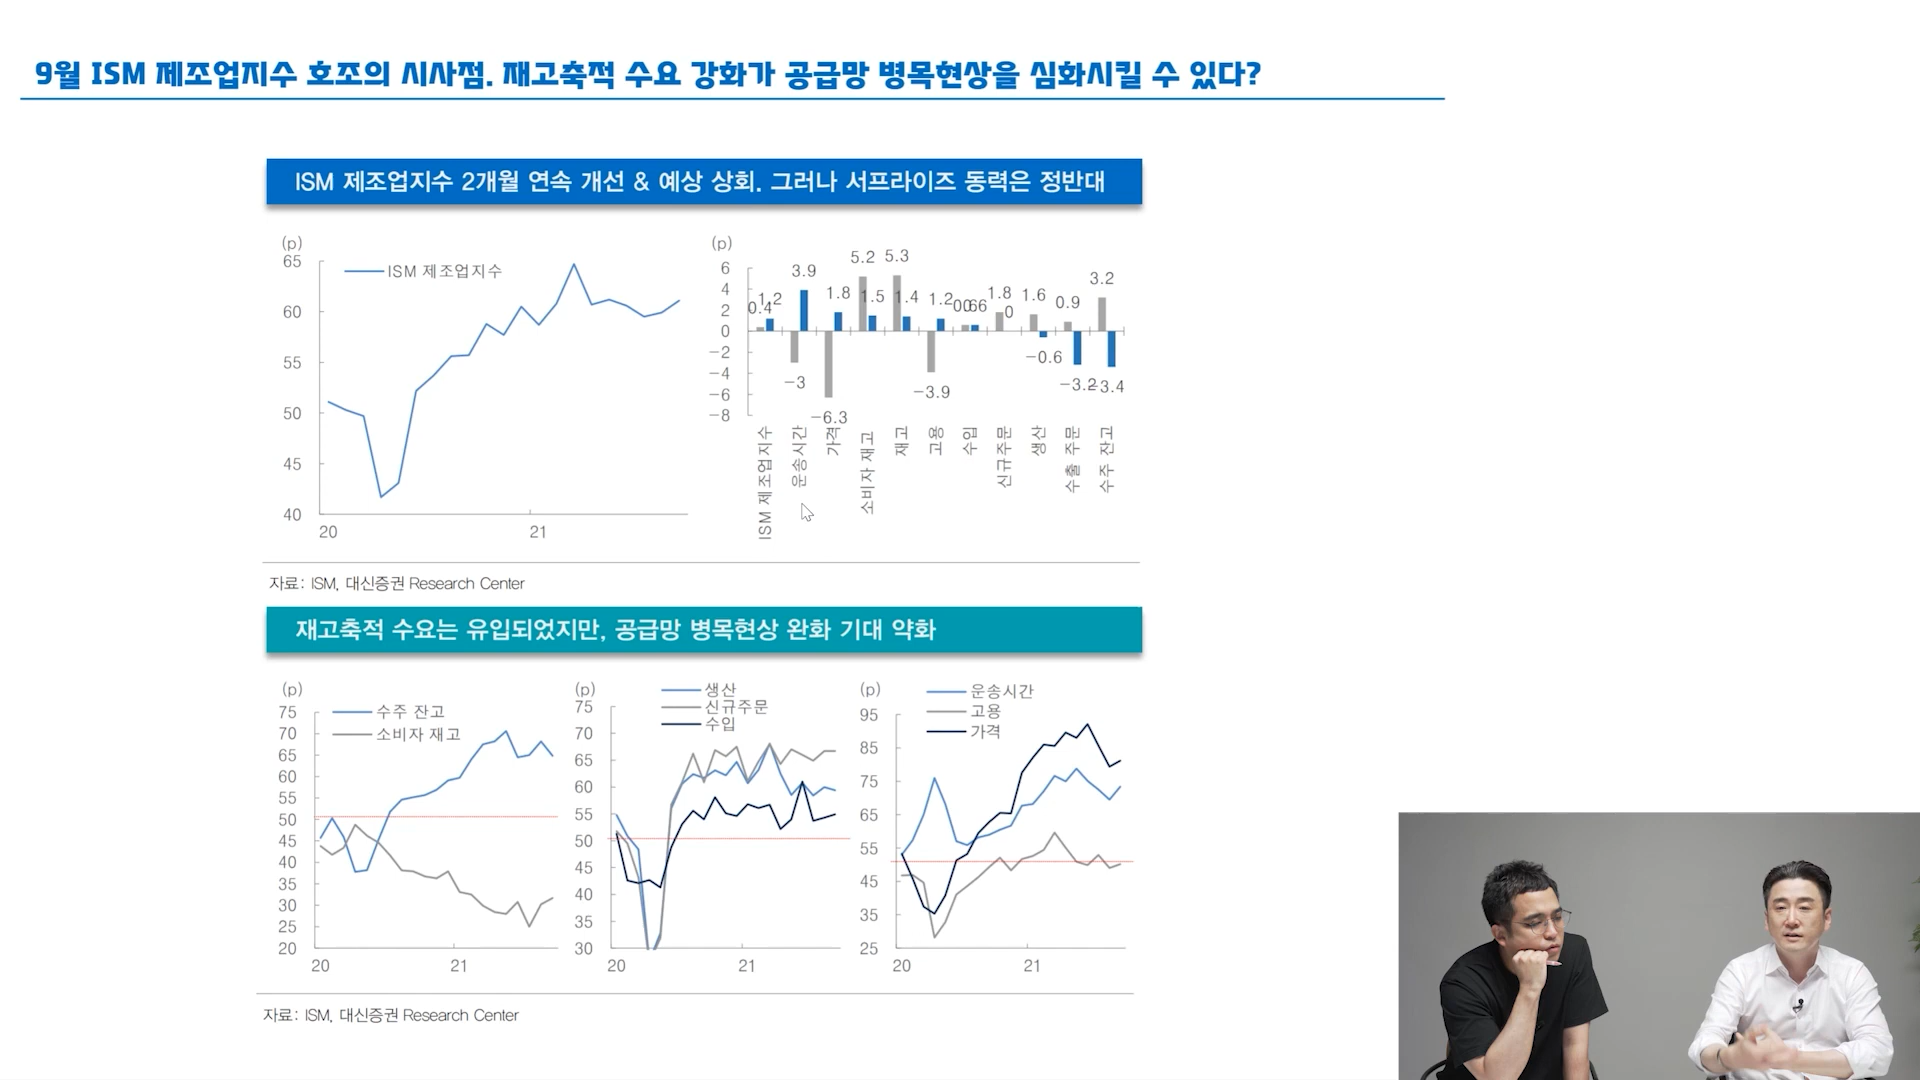 9월 ISM 제조업지수 호조의 시사점. 재고축적 수요 강화가 공급망 병목현상을 심화시킬 수 있다?
ISM 제조업지수 2개월 연속 개선 & 예상 상회. 그러나 서프라이즈 동력은 정반대
(p)
65
60
55
50
45
40
ISM 제조업지수
20
21
(p)
6
4
2
0
-2
-4
-6
-8
0.4
1.2
-3
3.9
-6.3
1.8
5.2
1.5
5.3
1.4
-3.9
1.2
0.6
0.6
1.8
0
1.6
-0.6
0.9
-3.2
3.2
-3.4
ISM 제조업지수
운송시간
가격
소비자 재고
재고
고용
수입
신규주문
생산
수출 주문
수주 잔고
자료: ISM, 대신증권 Research Center
재고축적 수요는 유입되었지만, 공급망 병목현상 완화 기대 약화
(p)
75
70
65
60
55
50
45
40
35
30
25
20
수주 잔고
소비자 재고
20
21
(p)
75
70
65
60
55
50
45
40
35
30
생산
신규주문
수입
20
21
(p)
95
85
75
65
55
45
35
25
운송시간
고용
가격
20
21
자료: ISM, 대신증권 Research Center